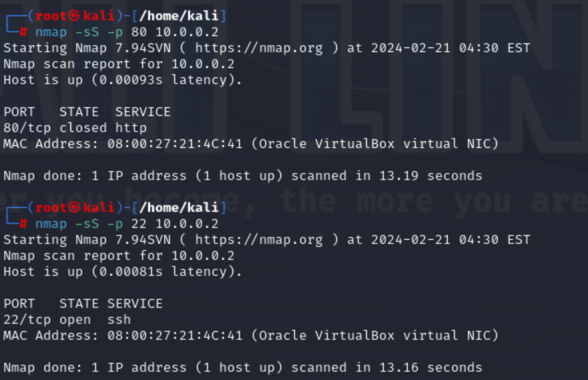 ┌──(root㉿kali)-[/home/kali]
└─# nmap -sS -p 80 10.0.0.2
Starting Nmap 7.94SVN ( https://nmap.org ) at 2024-02-21 04:30 EST
Nmap scan report for 10.0.0.2
Host is up (0.00093s latency).
PORT   STATE  SERVICE
80/tcp closed http
MAC Address: 08:00:27:21:4C:41 (Oracle VirtualBox virtual NIC)
Nmap done: 1 IP address (1 host up) scanned in 13.19 seconds
┌──(root㉿kali)-[/home/kali]
└─# nmap -sS -p 22 10.0.0.2
Starting Nmap 7.94SVN ( https://nmap.org ) at 2024-02-21 04:30 EST
Nmap scan report for 10.0.0.2
Host is up (0.00081s latency).
PORT   STATE SERVICE
22/tcp open  ssh
MAC Address: 08:00:27:21:4C:41 (Oracle VirtualBox virtual NIC)
Nmap done: 1 IP address (1 host up) scanned in 13.16 seconds
the more you are